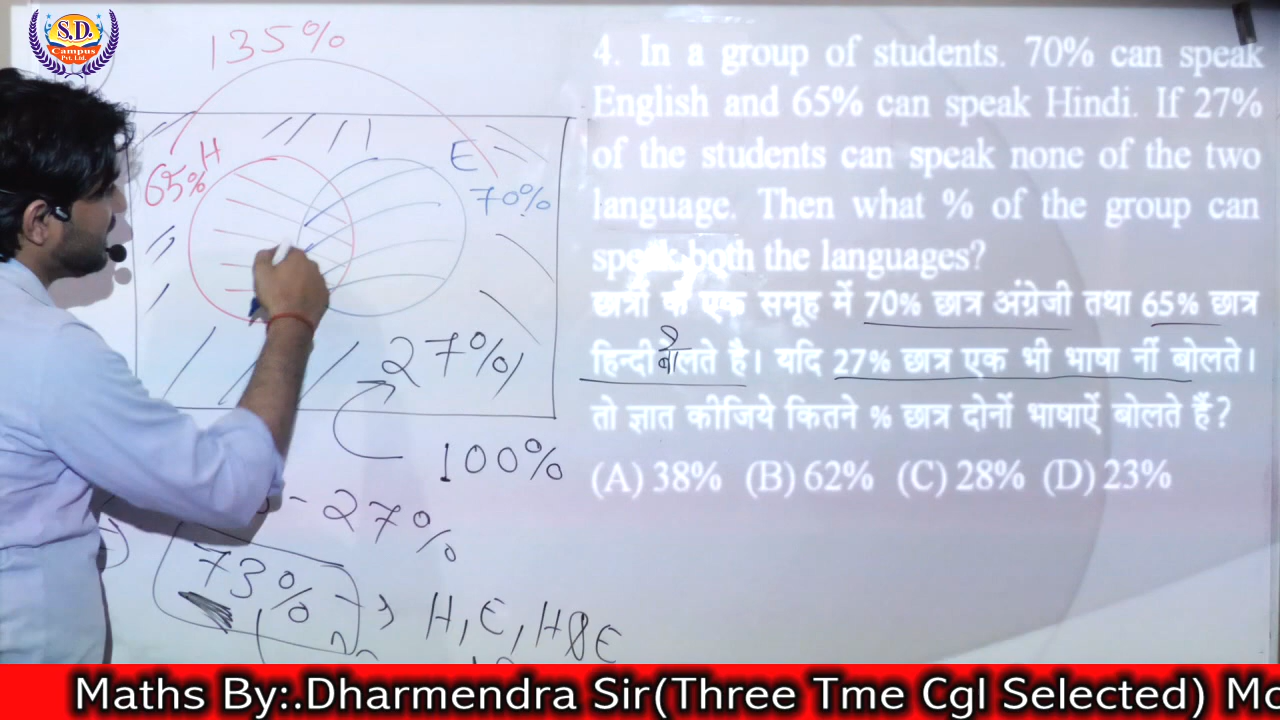 S.D.
Campus
Pvt. Ltd.
135%
H
65%
E
70%
27%
100%
- 27%
73% → H, E, H&E
4. In a group of students. 70% can speak
English and 65% can speak Hindi. If 27%
of the students can speak none of the two
language. Then what % of the group can
speak both the languages?
छात्रों के एक समूह में 70% छात्र अंग्रेजी तथा 65% छात्र
हिन्दी बोलते है। यदि 27% छात्र एक भी भाषा नीं बोलते।
तो ज्ञात कीजिये कितने % छात्र दोनों भाषाऐं बोलते हैं?
(A) 38% (B) 62% (C) 28% (D) 23%
Maths By:.Dharmendra Sir(Three Tme Cgl Selected) Mo